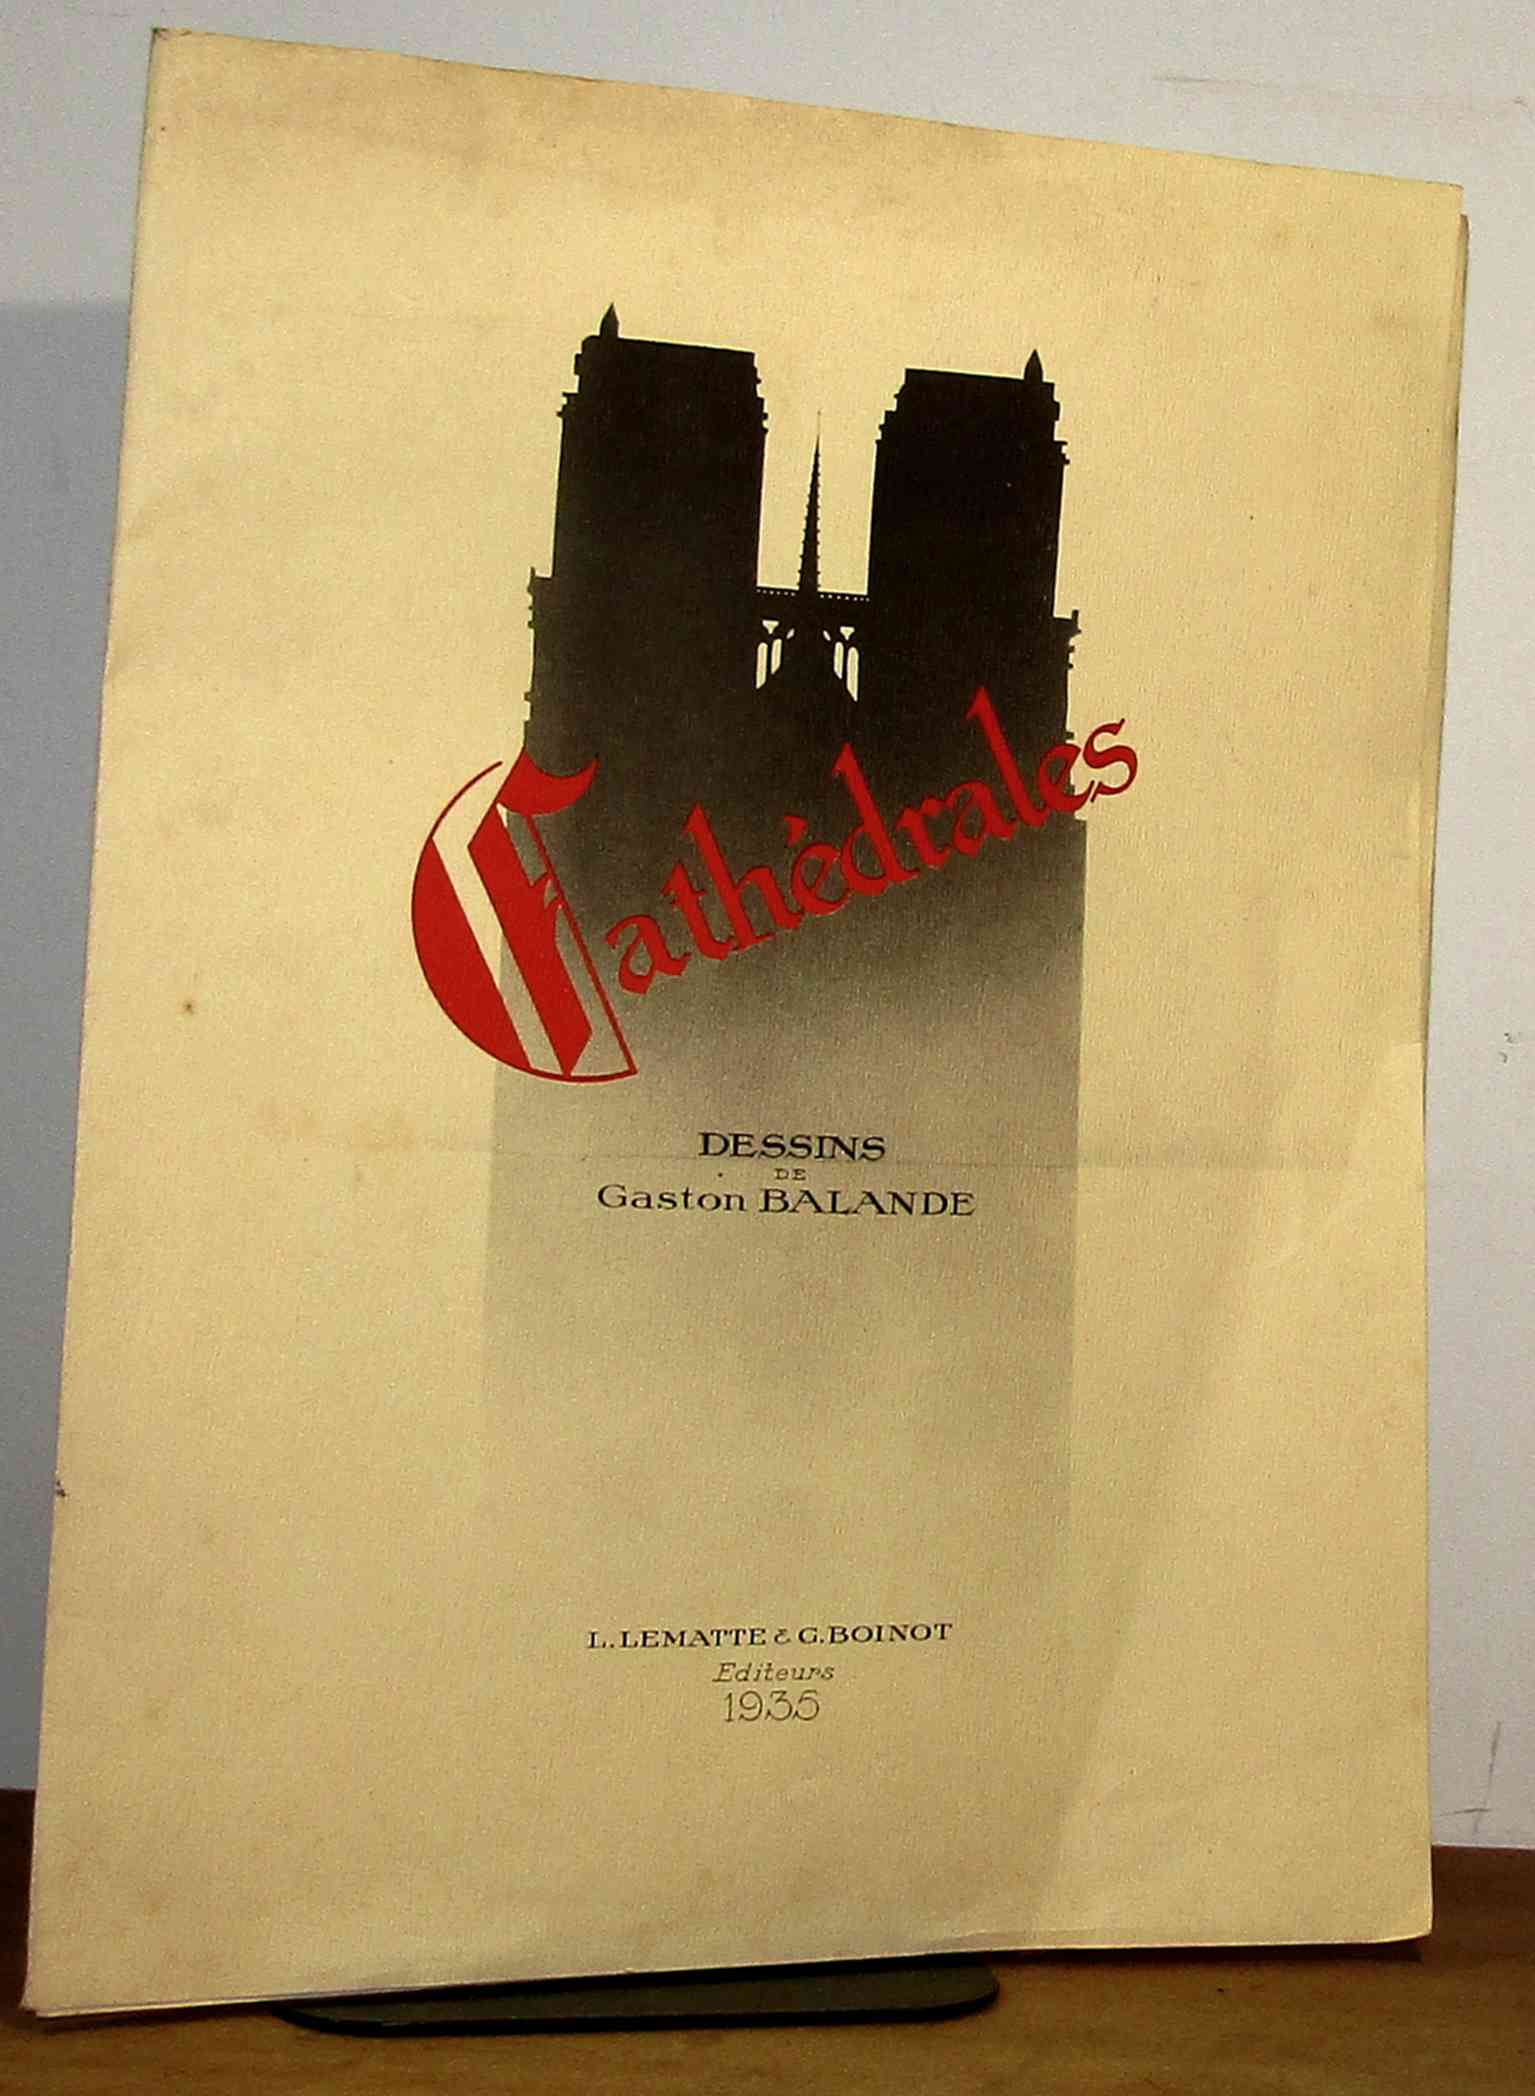 Cathédrales
DESSINS
DE
Gaston BALANDE
L. LEMATTE & G. BOINOT
Editeurs
1935